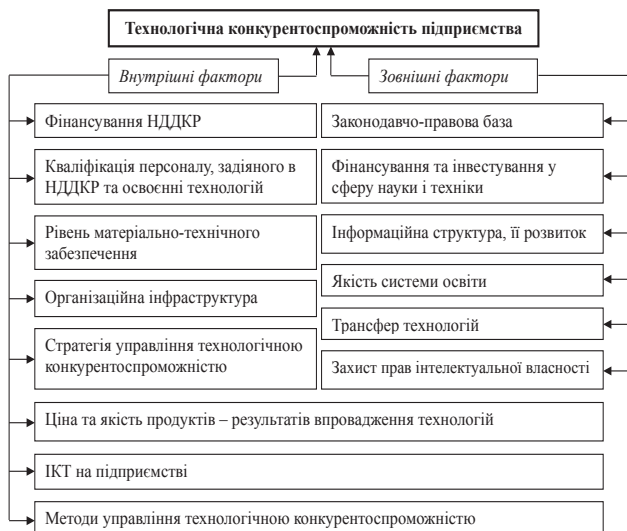 Технологічна конкурентоспроможність підприємства
Внутрішні фактори
Зовнішні фактори
Фінансування НДДКР
Кваліфікація персоналу, задіяного в
НДДКР та освоєнні технологій
Рівень матеріально-технічного
забезпечення
Організаційна інфраструктура
Стратегія управління технологічною
конкурентоспроможністю
Законодавчо-правова база
Фінансування та інвестування у
сферу науки і техніки
Інформаційна структура, її розвиток
Якість системи освіти
Трансфер технологій
Захист прав інтелектуальної власності
Ціна та якість продуктів – результатів впровадження технологій
ІКТ на підприємстві
Методи управління технологічною конкурентоспроможністю